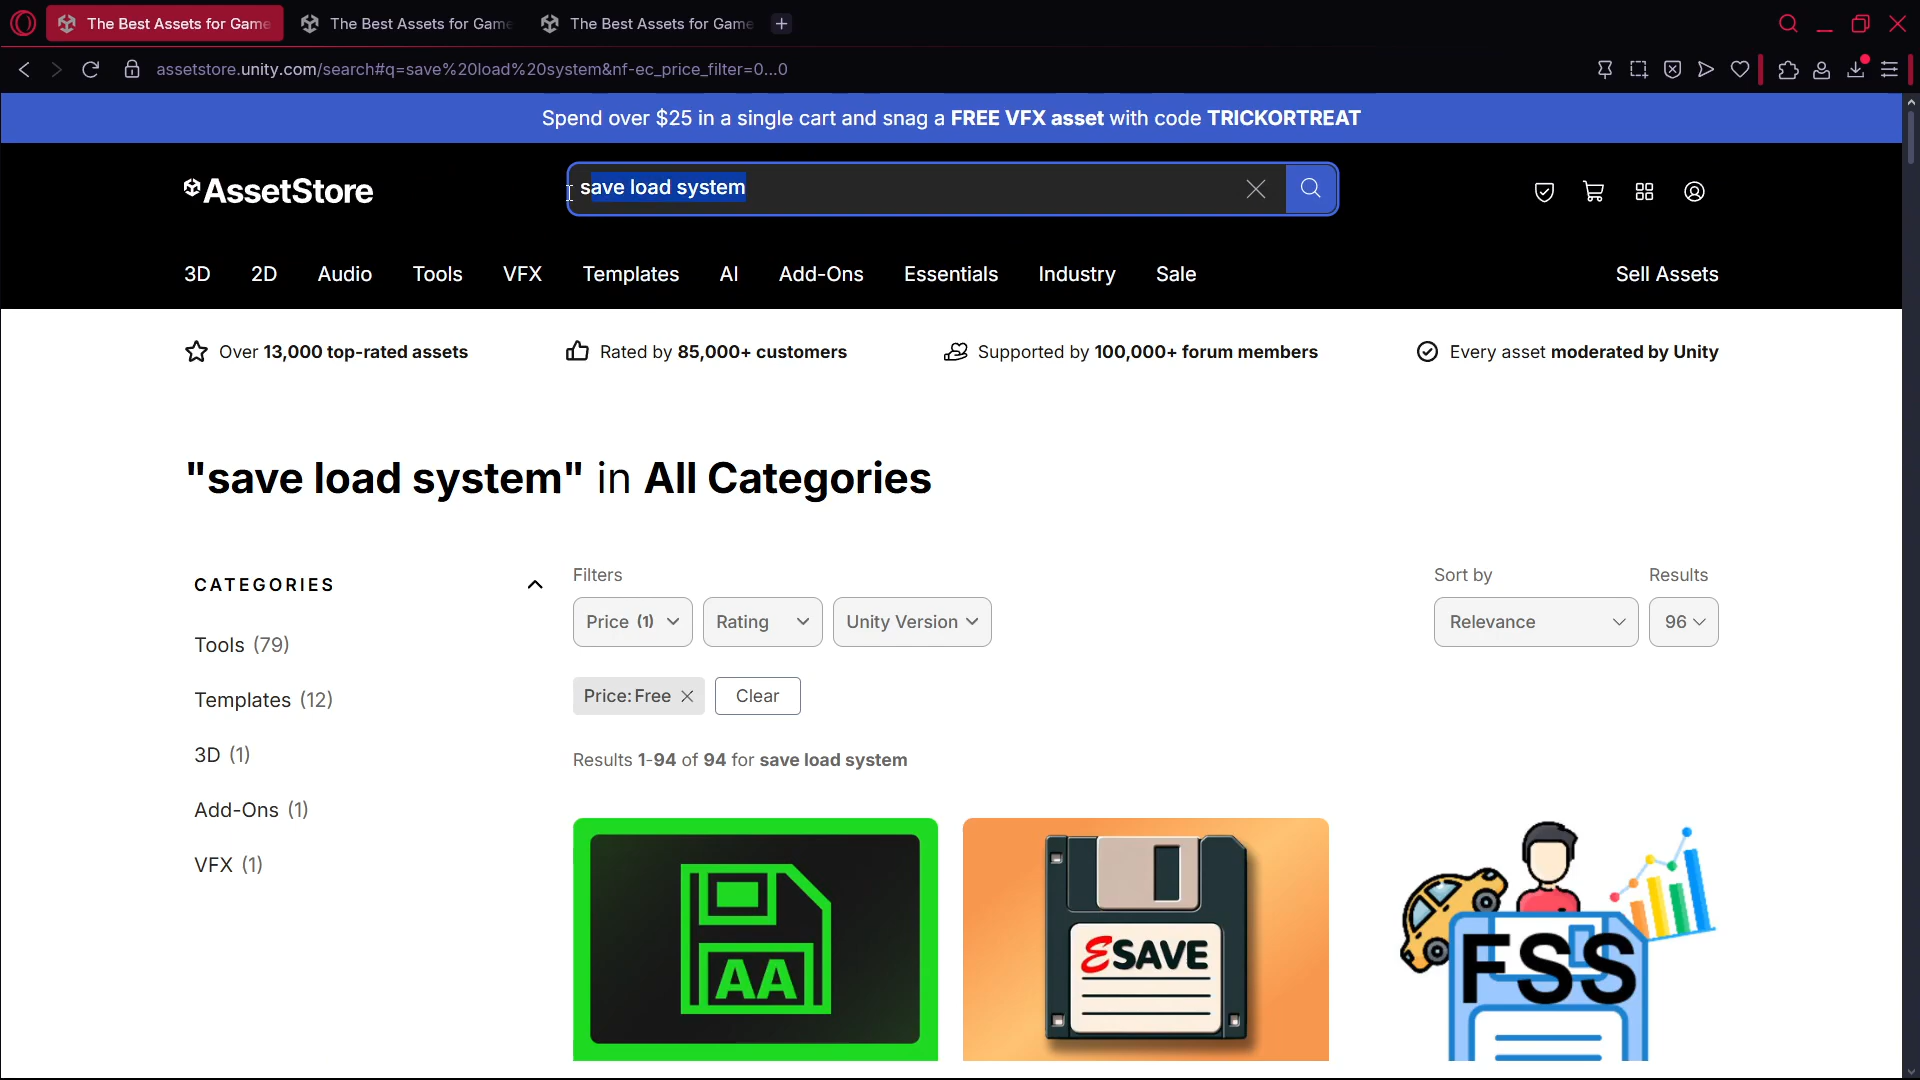 The Best Assets for Game
The Best Assets for Game
The Best Assets for Game
assetstore.unity.com/search#q=save%20load%20system&nf-ec_price_filter=0...0
Spend over $25 in a single cart and snag a FREE VFX asset with code TRICKORTREAT
AssetStore
save load system
3D 2D Audio Tools VFX Templates AI Add-Ons Essentials Industry Sale Sell Assets
Over 13,000 top-rated assets
Rated by 85,000+ customers
Supported by 100,000+ forum members
Every asset moderated by Unity
"save load system" in All Categories
CATEGORIES
Tools (79)
Templates (12)
3D (1)
Add-Ons (1)
VFX (1)
Filters
Price (1) Rating Unity Version
Sort by Results
Relevance 96
Price: Free Clear
Results 1-94 of 94 for save load system
AA
ESAVE
FSS